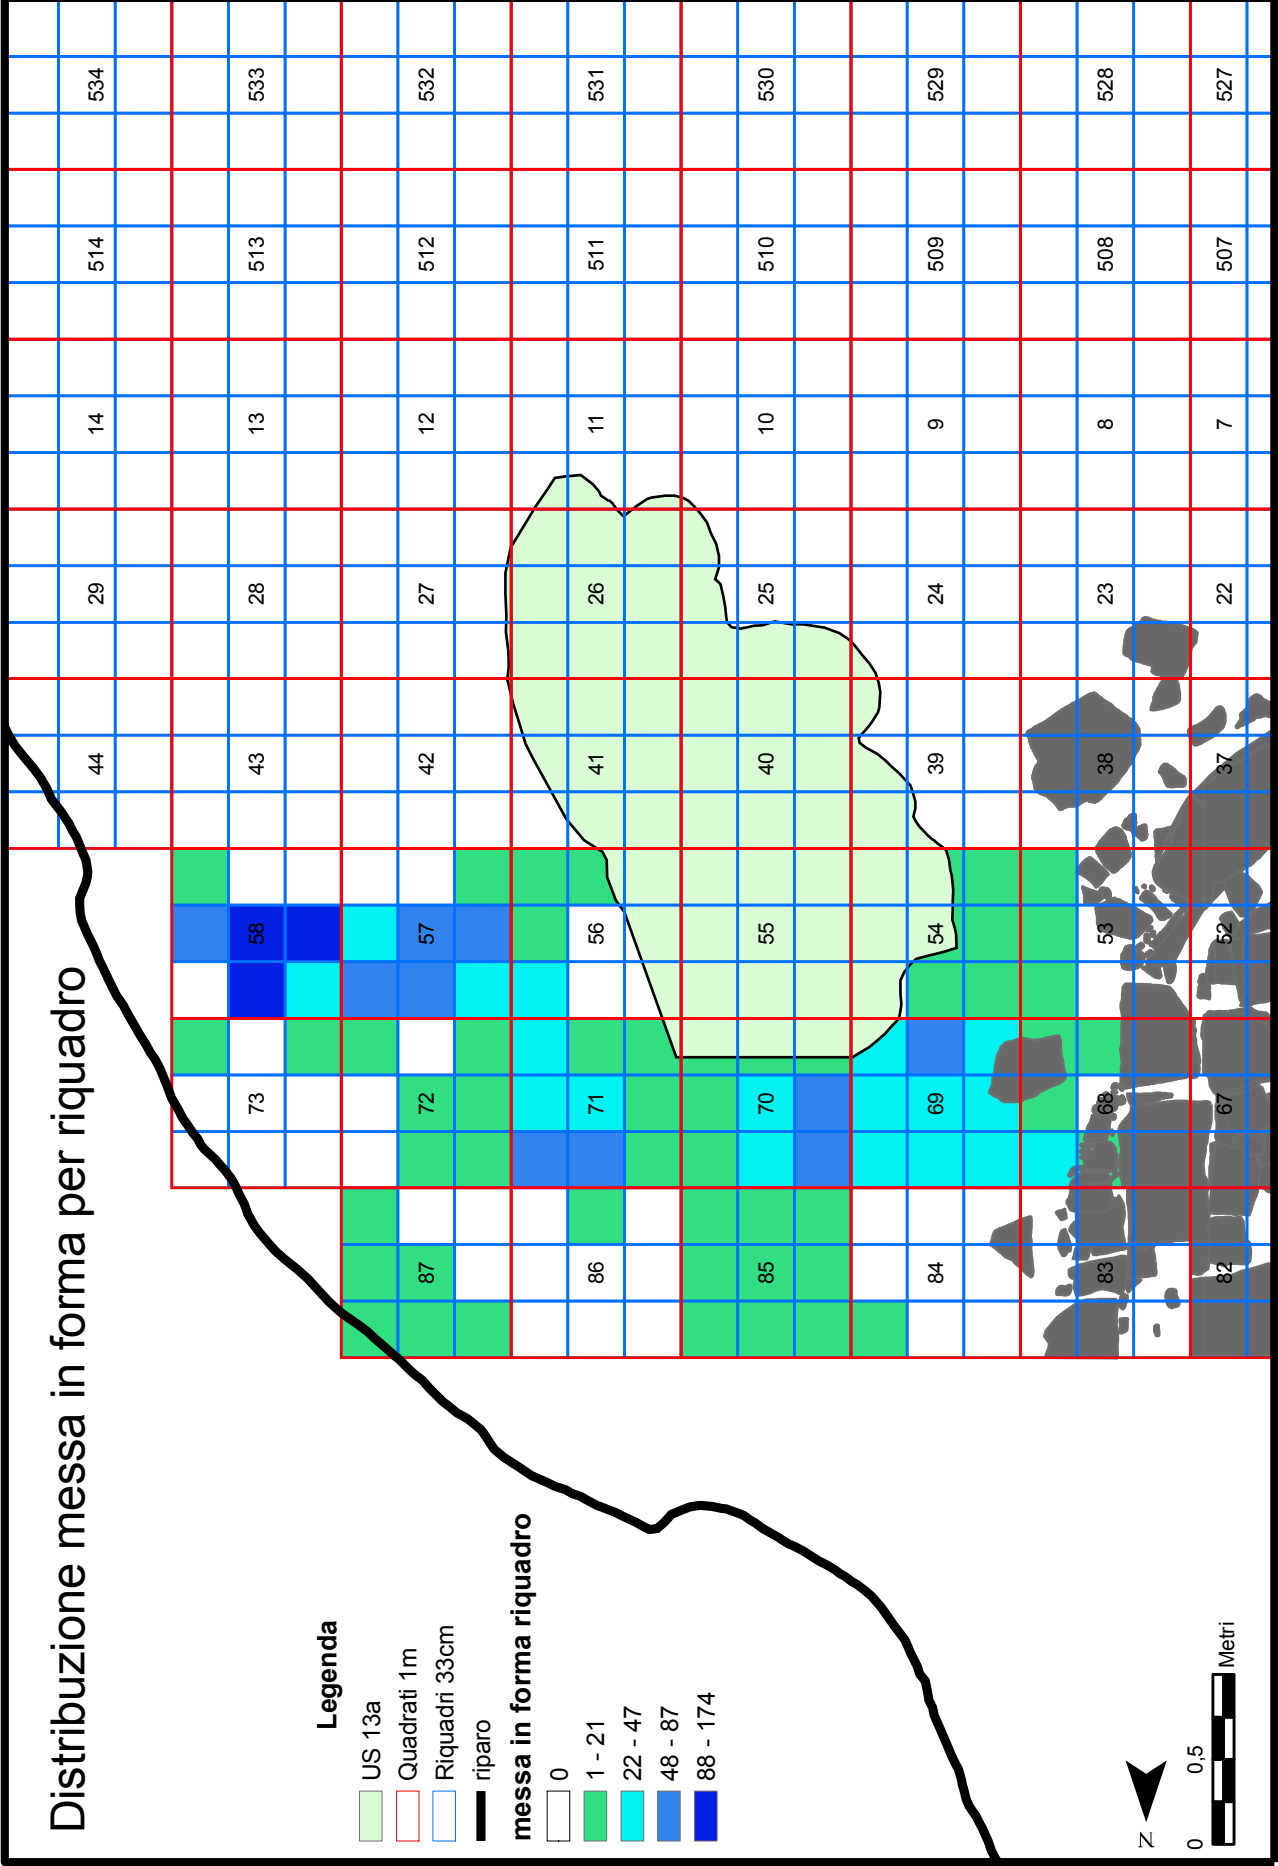 Distribuzione messa in forma per riquadro
Legenda
US 13a
Quadrati 1m
Riquadri 33cm
riparo
messa in forma riquadro
0
1 - 21
22 - 47
48 - 87
88 - 174
N
0 0,5
Metri
534 533 532 531 530 529 528 527
514 513 512 511 510 509 508 507
14 13 12 11 10 9 8 7
29 28 27 26 25 24 23 22
44 43 42 41 40 39 38 37
58 57 56 55 54 53 52
73 72 71 70 69 68 67
87 86 85 84 83 82